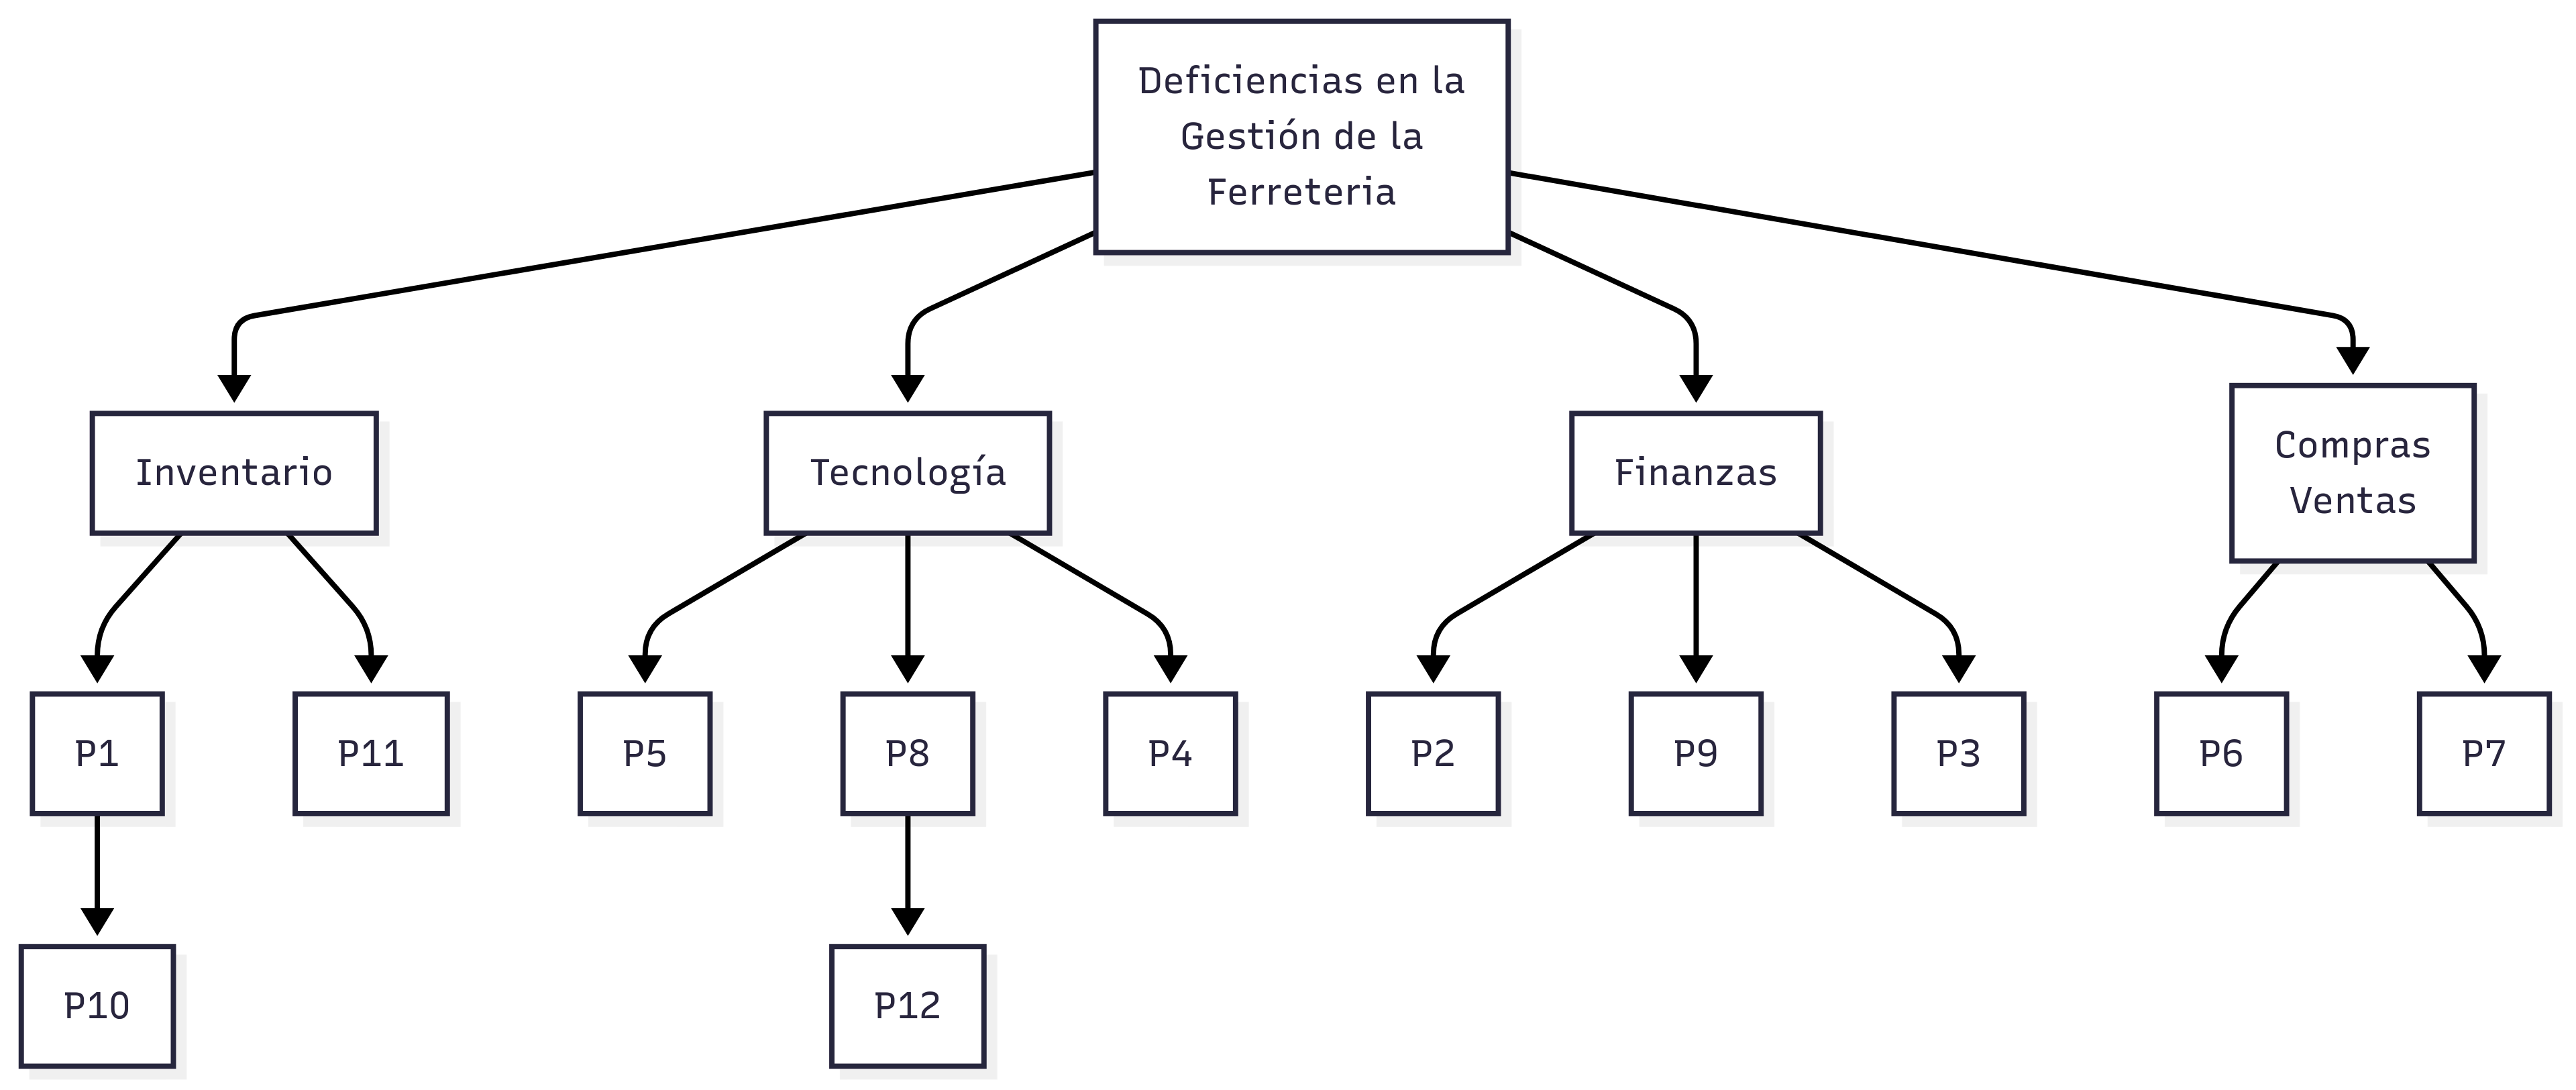 Deficiencias en la
Gestión de la
Ferreteria
Inventario
Tecnología
Finanzas
Compras
Ventas
P1
P11
P5
P8
P4
P2
P9
P3
P6
P7
P10
P12